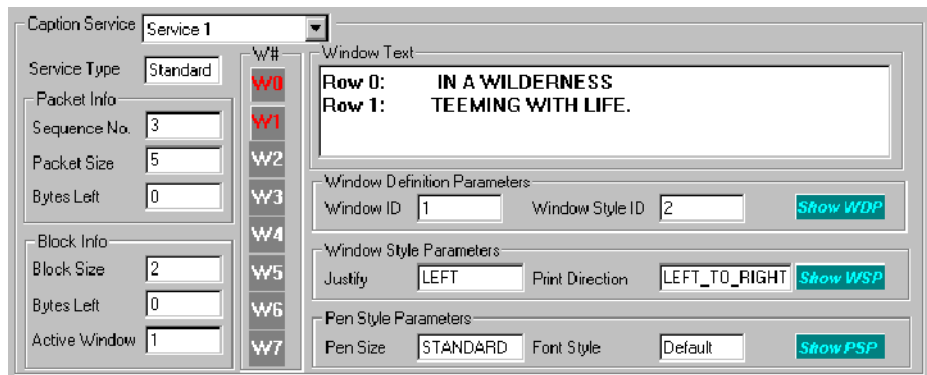 Caption Service Service 1
Service Type Standard
Packet Info
Sequence No. 3
Packet Size 5
Bytes Left 0
Block Info
Block Size 2
Bytes Left 0
Active Window 1
W#
W0
W1
W2
W3
W4
W5
W6
W7
Window Text
Row 0: IN A WILDERNESS
Row 1: TEEMING WITH LIFE.
Window Definition Parameters
Window ID 1 Window Style ID 2 Show WDP
Window Style Parameters
Justify LEFT Print Direction LEFT_TO_RIGHT Show WSP
Pen Style Parameters
Pen Size STANDARD Font Style Default Show PSP